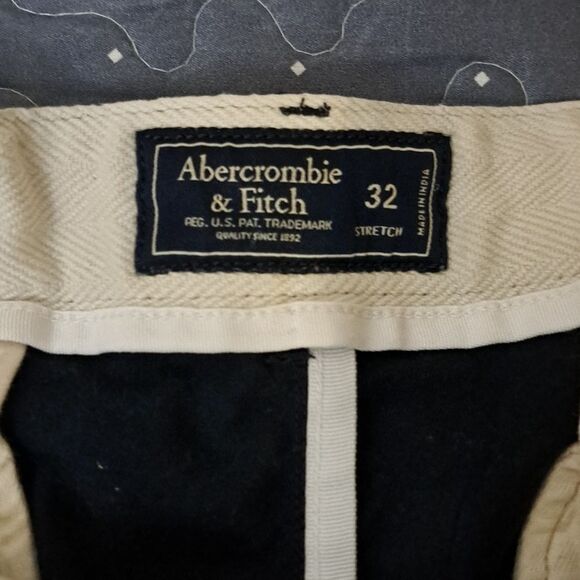 Abercrombie
& Fitch
REG. U.S. PAT. TRADEMARK
QUALITY SINCE 1892
32
STRETCH
MADE IN INDIA